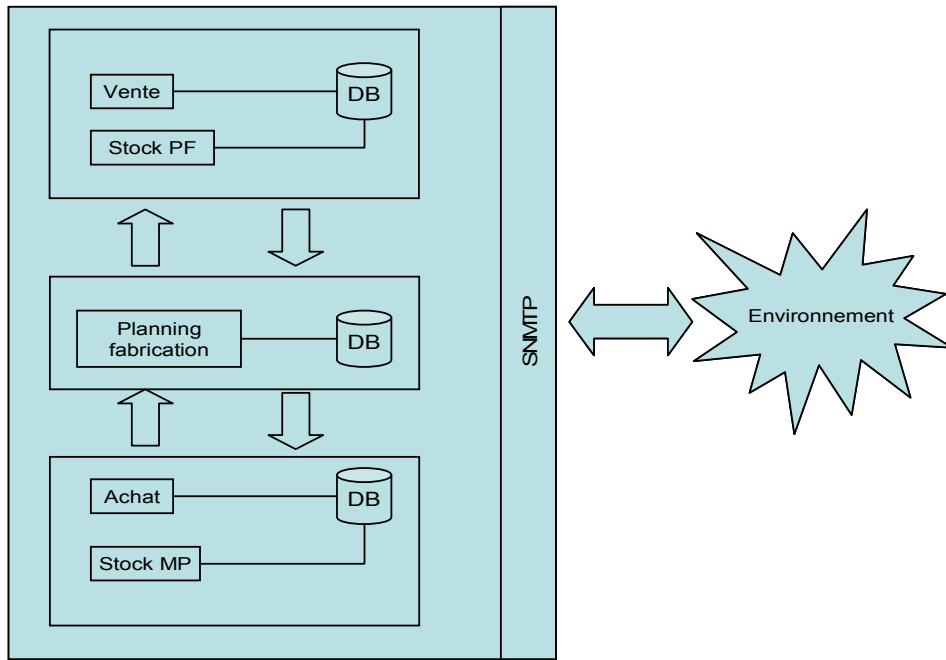 Vente
DB
Stock PF
Planning
fabrication
DB
Achat
DB
Stock MP
SNMTP
Environnement